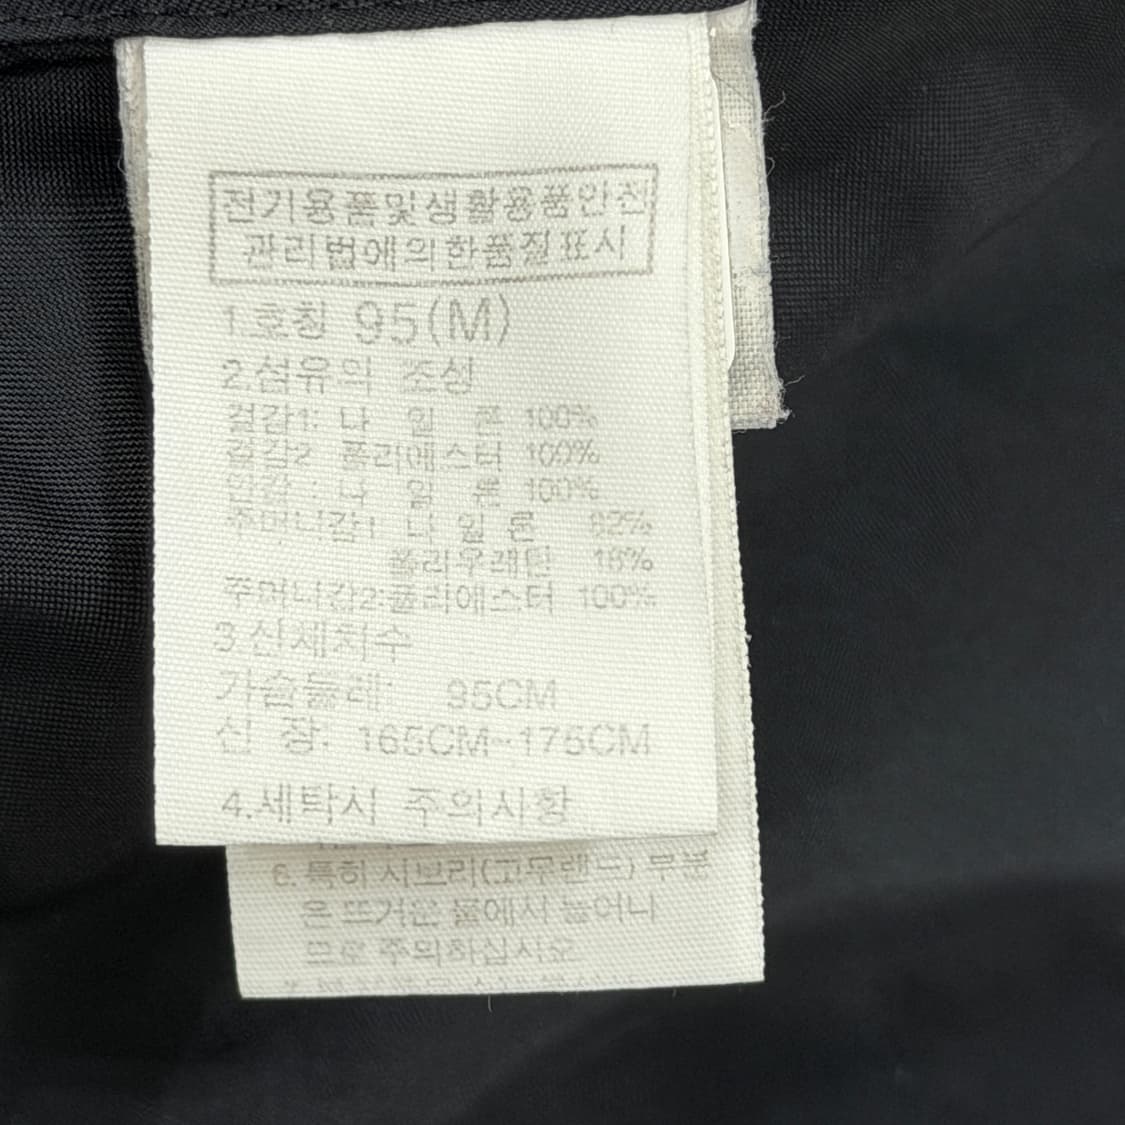 전기용품및생활용품안전
관리법에의한품질표시
1.호칭 95(M)
2.섬유의 조성
겉감1: 나 일 론 100%
겉감2 폴리에스터 100%
안감 : 나 일 론 100%
주머니감1 나 일 론 82%
폴리우레탄 18%
주머니감2:폴리에스터 100%
3.신체치수
가슴둘레: 95CM
신 장: 165CM~175CM
4.세탁시 주의사항
6. 특히 시보리(고무랜드) 부분
은 뜨거운 물에서 늘어니
므로 주의하십시오